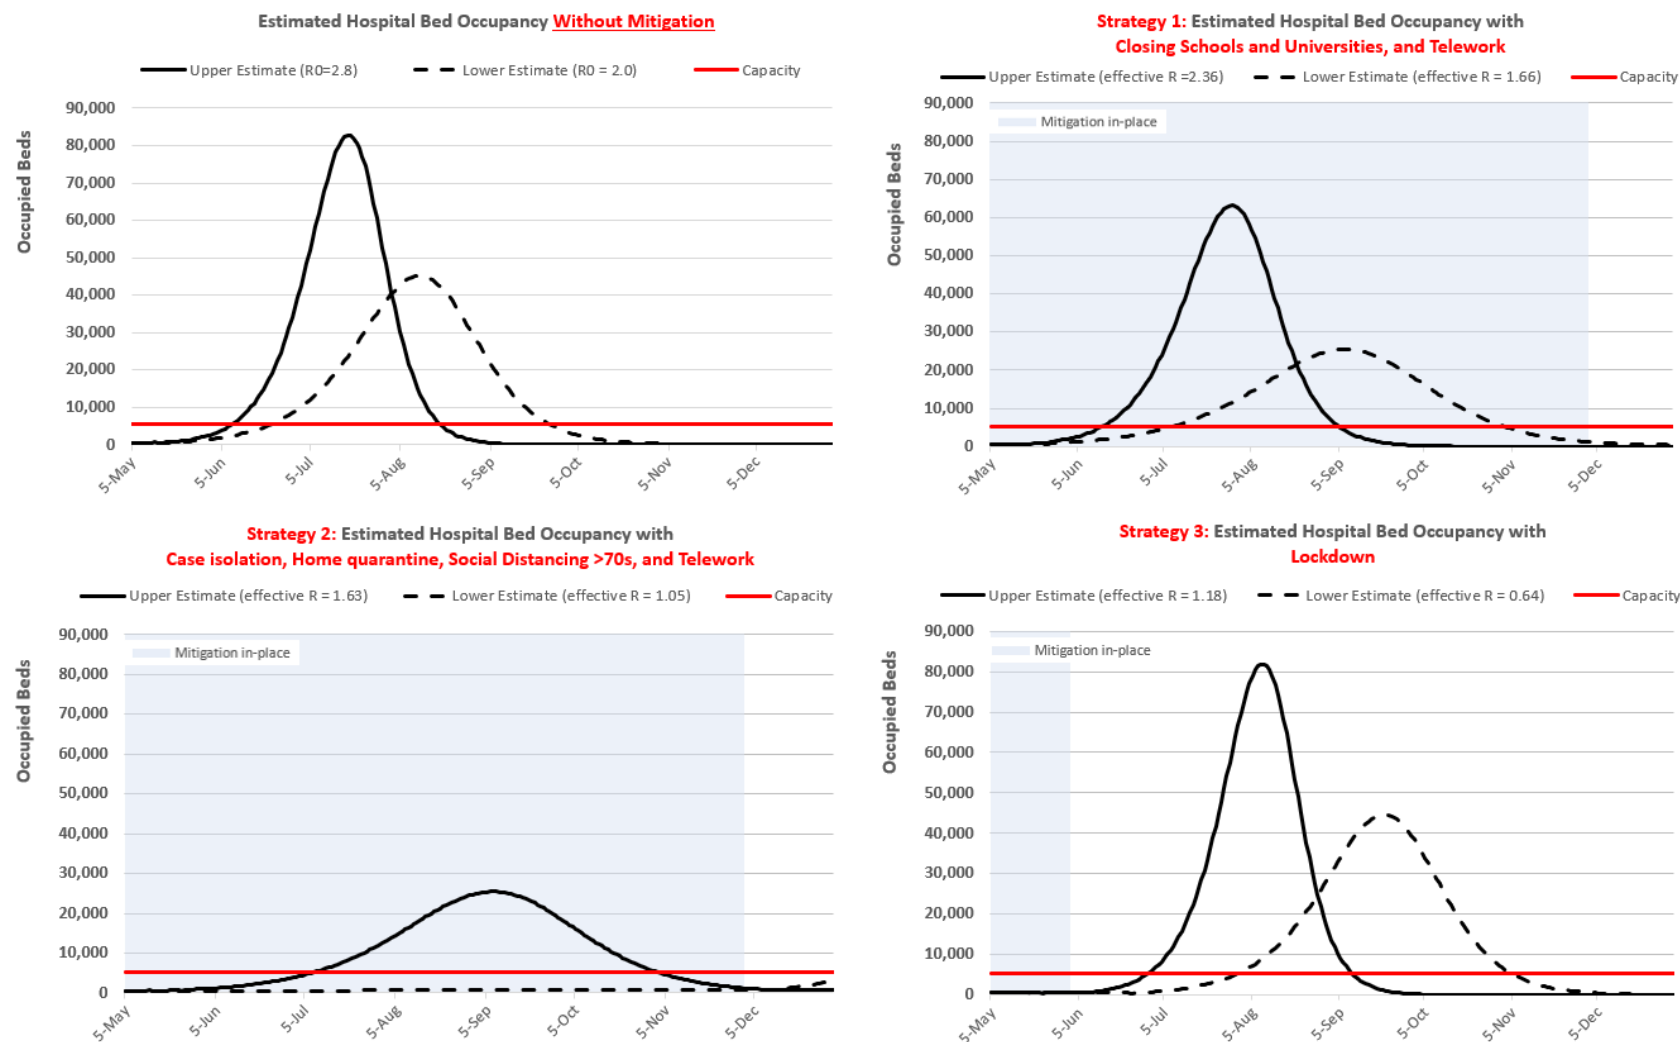 Estimated Hospital Bed Occupancy Without Mitigation
Upper Estimate (R0=2.8)
Lower Estimate (R0 = 2.0)
Capacity
Occupied Beds
90,000
80,000
70,000
60,000
50,000
40,000
30,000
20,000
10,000
0
5-May
5-Jun
5-Jul
5-Aug
5-Sep
5-Oct
5-Nov
5-Dec
Strategy 1: Estimated Hospital Bed Occupancy with
Closing Schools and Universities, and Telework
Upper Estimate (effective R =2.36)
Lower Estimate (effective R = 1.66)
Capacity
Mitigation in-place
Occupied Beds
90,000
80,000
70,000
60,000
50,000
40,000
30,000
20,000
10,000
0
5-May
5-Jun
5-Jul
5-Aug
5-Sep
5-Oct
5-Nov
5-Dec
Strategy 2: Estimated Hospital Bed Occupancy with
Case isolation, Home quarantine, Social Distancing >70s, and Telework
Upper Estimate (effective R = 1.63)
Lower Estimate (effective R = 1.05)
Capacity
Mitigation in-place
Occupied Beds
90,000
80,000
70,000
60,000
50,000
40,000
30,000
20,000
10,000
0
5-May
5-Jun
5-Jul
5-Aug
5-Sep
5-Oct
5-Nov
5-Dec
Strategy 3: Estimated Hospital Bed Occupancy with
Lockdown
Upper Estimate (effective R = 1.18)
Lower Estimate (effective R = 0.64)
Capacity
Mitigation in-place
Occupied Beds
90,000
80,000
70,000
60,000
50,000
40,000
30,000
20,000
10,000
0
5-May
5-Jun
5-Jul
5-Aug
5-Sep
5-Oct
5-Nov
5-Dec